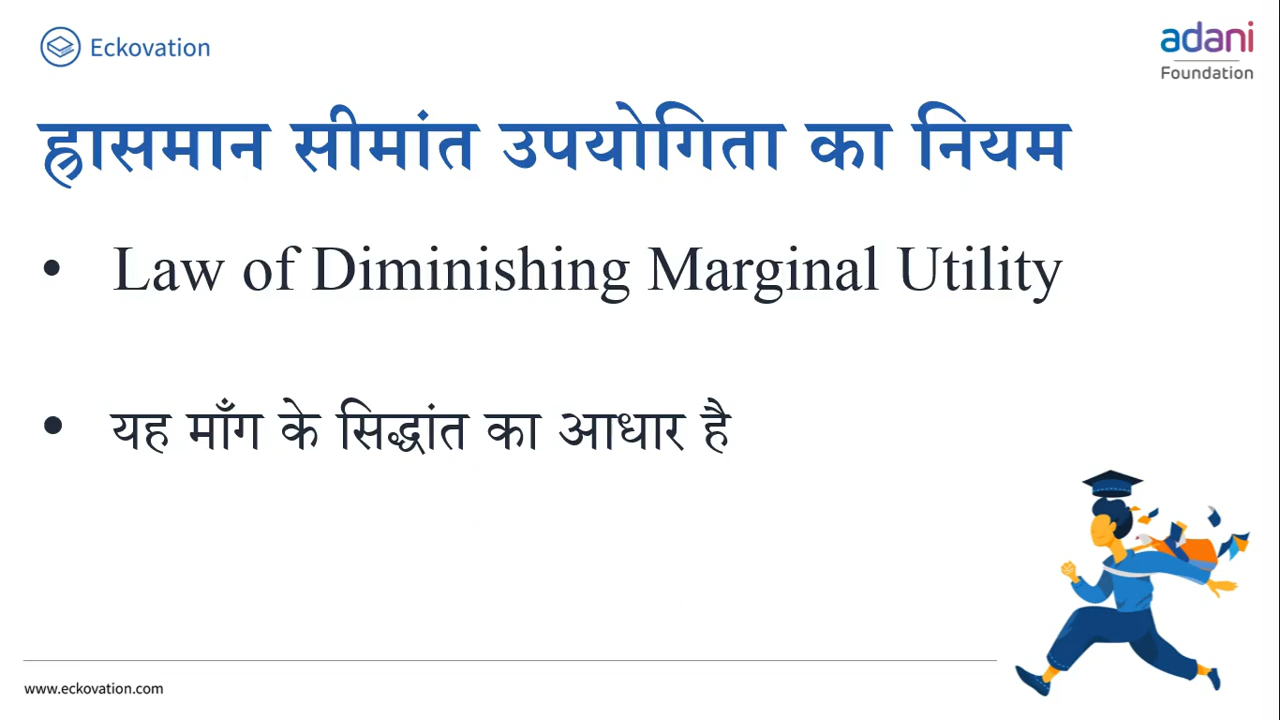 Eckovation
adani
Foundation
ह्रासमान सीमांत उपयोगिता का नियम
• Law of Diminishing Marginal Utility
• यह माँग के सिद्धांत का आधार है
www.eckovation.com